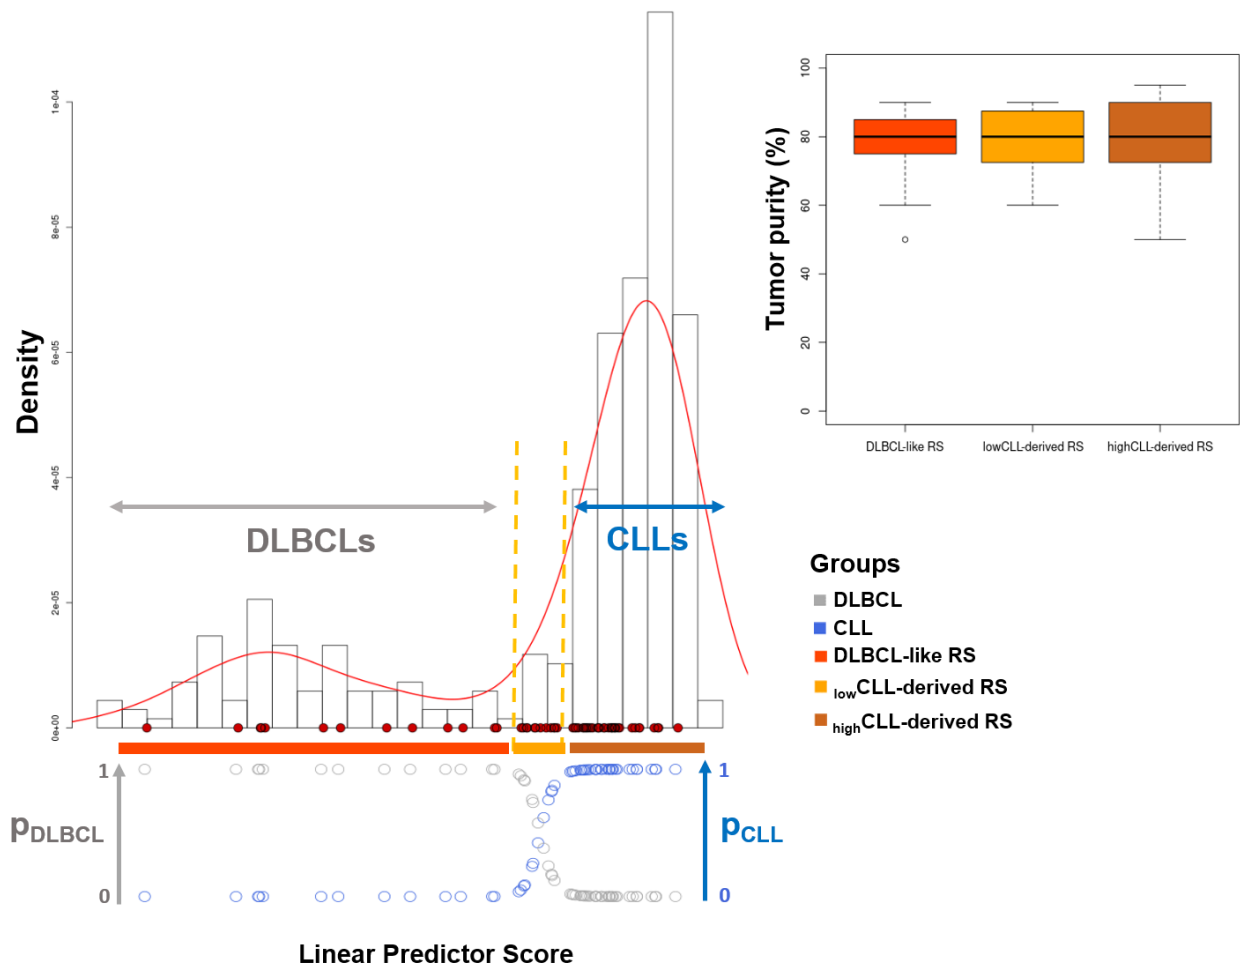 Density
1e-04
8e-05
6e-05
4e-05
2e-05
0e+00
DLBCLs
CLLs
1
pDLBCL
0
1
pCLL
0
Linear Predictor Score
Tumor purity (%)
100
80
60
40
20
0
DLBCL-like RS
lowCLL-derived RS
highCLL-derived RS
Groups
DLBCL
CLL
DLBCL-like RS
lowCLL-derived RS
highCLL-derived RS